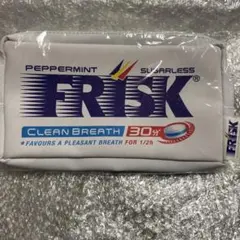 PEPPERMINT SUGARLESS
FRISK®
CLEAN BREATH 30%
*FAVOURS A PLEASANT BREATH FOR 1/2h
FRISK